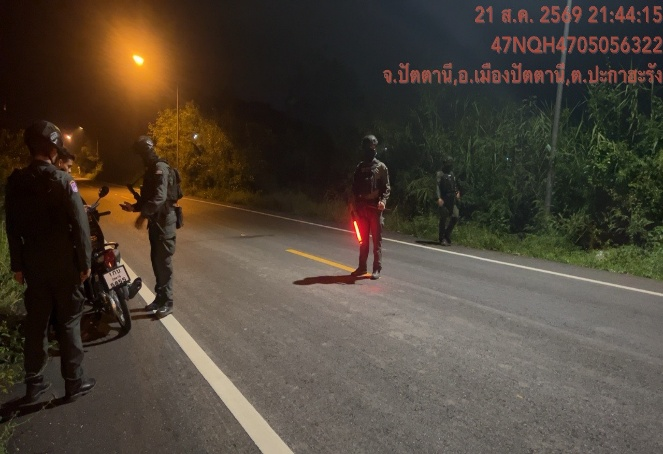 21 ส.ค. 2569 21:44:15
47NQH4705056322
จ.ปัตตานี,อ.เมืองปัตตานี,ต.ปะกาฮะรัง